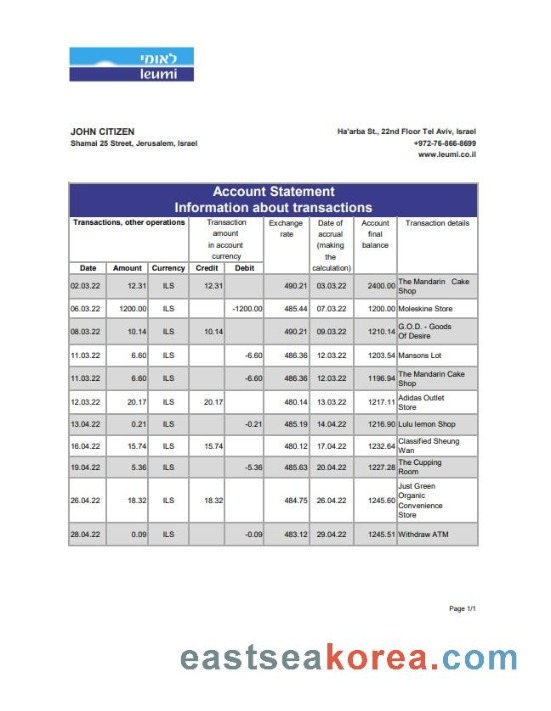 לאומי
leumi
JOHN CITIZEN
Shamai 25 Street, Jerusalem, Israel
Ha'arba St., 22nd Floor Tel Aviv, Israel
+972-76-866-8699
www.leumi.co.il
Account Statement
Information about transactions
Transactions, other operations Transaction amount in account currency Exchange rate Date of accrual (making the calculation) Account final balance Transaction details
Date Amount Currency Credit Debit
02.03.22 12.31 ILS 12.31 490.21 03.03.22 2400.00 The Mandarin Cake Shop
06.03.22 1200.00 ILS -1200.00 485.44 07.03.22 1200.00 Moleskine Store
08.03.22 10.14 ILS 10.14 490.21 09.03.22 1210.14 G.O.D. - Goods Of Desire
11.03.22 6.60 ILS -6.60 486.36 12.03.22 1203.54 Mansons Lot
11.03.22 6.60 ILS -6.60 486.36 12.03.22 1196.94 The Mandarin Cake Shop
12.03.22 20.17 ILS 20.17 480.14 13.03.22 1217.11 Adidas Outlet Store
13.04.22 0.21 ILS -0.21 485.19 14.04.22 1216.90 Lulu lemon Shop
16.04.22 15.74 ILS 15.74 480.12 17.04.22 1232.64 Classified Sheung Wan
19.04.22 5.36 ILS -5.36 485.63 20.04.22 1227.28 The Cupping Room
26.04.22 18.32 ILS 18.32 484.75 26.04.22 1245.60 Just Green Organic Convenience Store
28.04.22 0.09 ILS -0.09 483.12 29.04.22 1245.51 Withdraw ATM
Page 1/1
eastseakorea.com